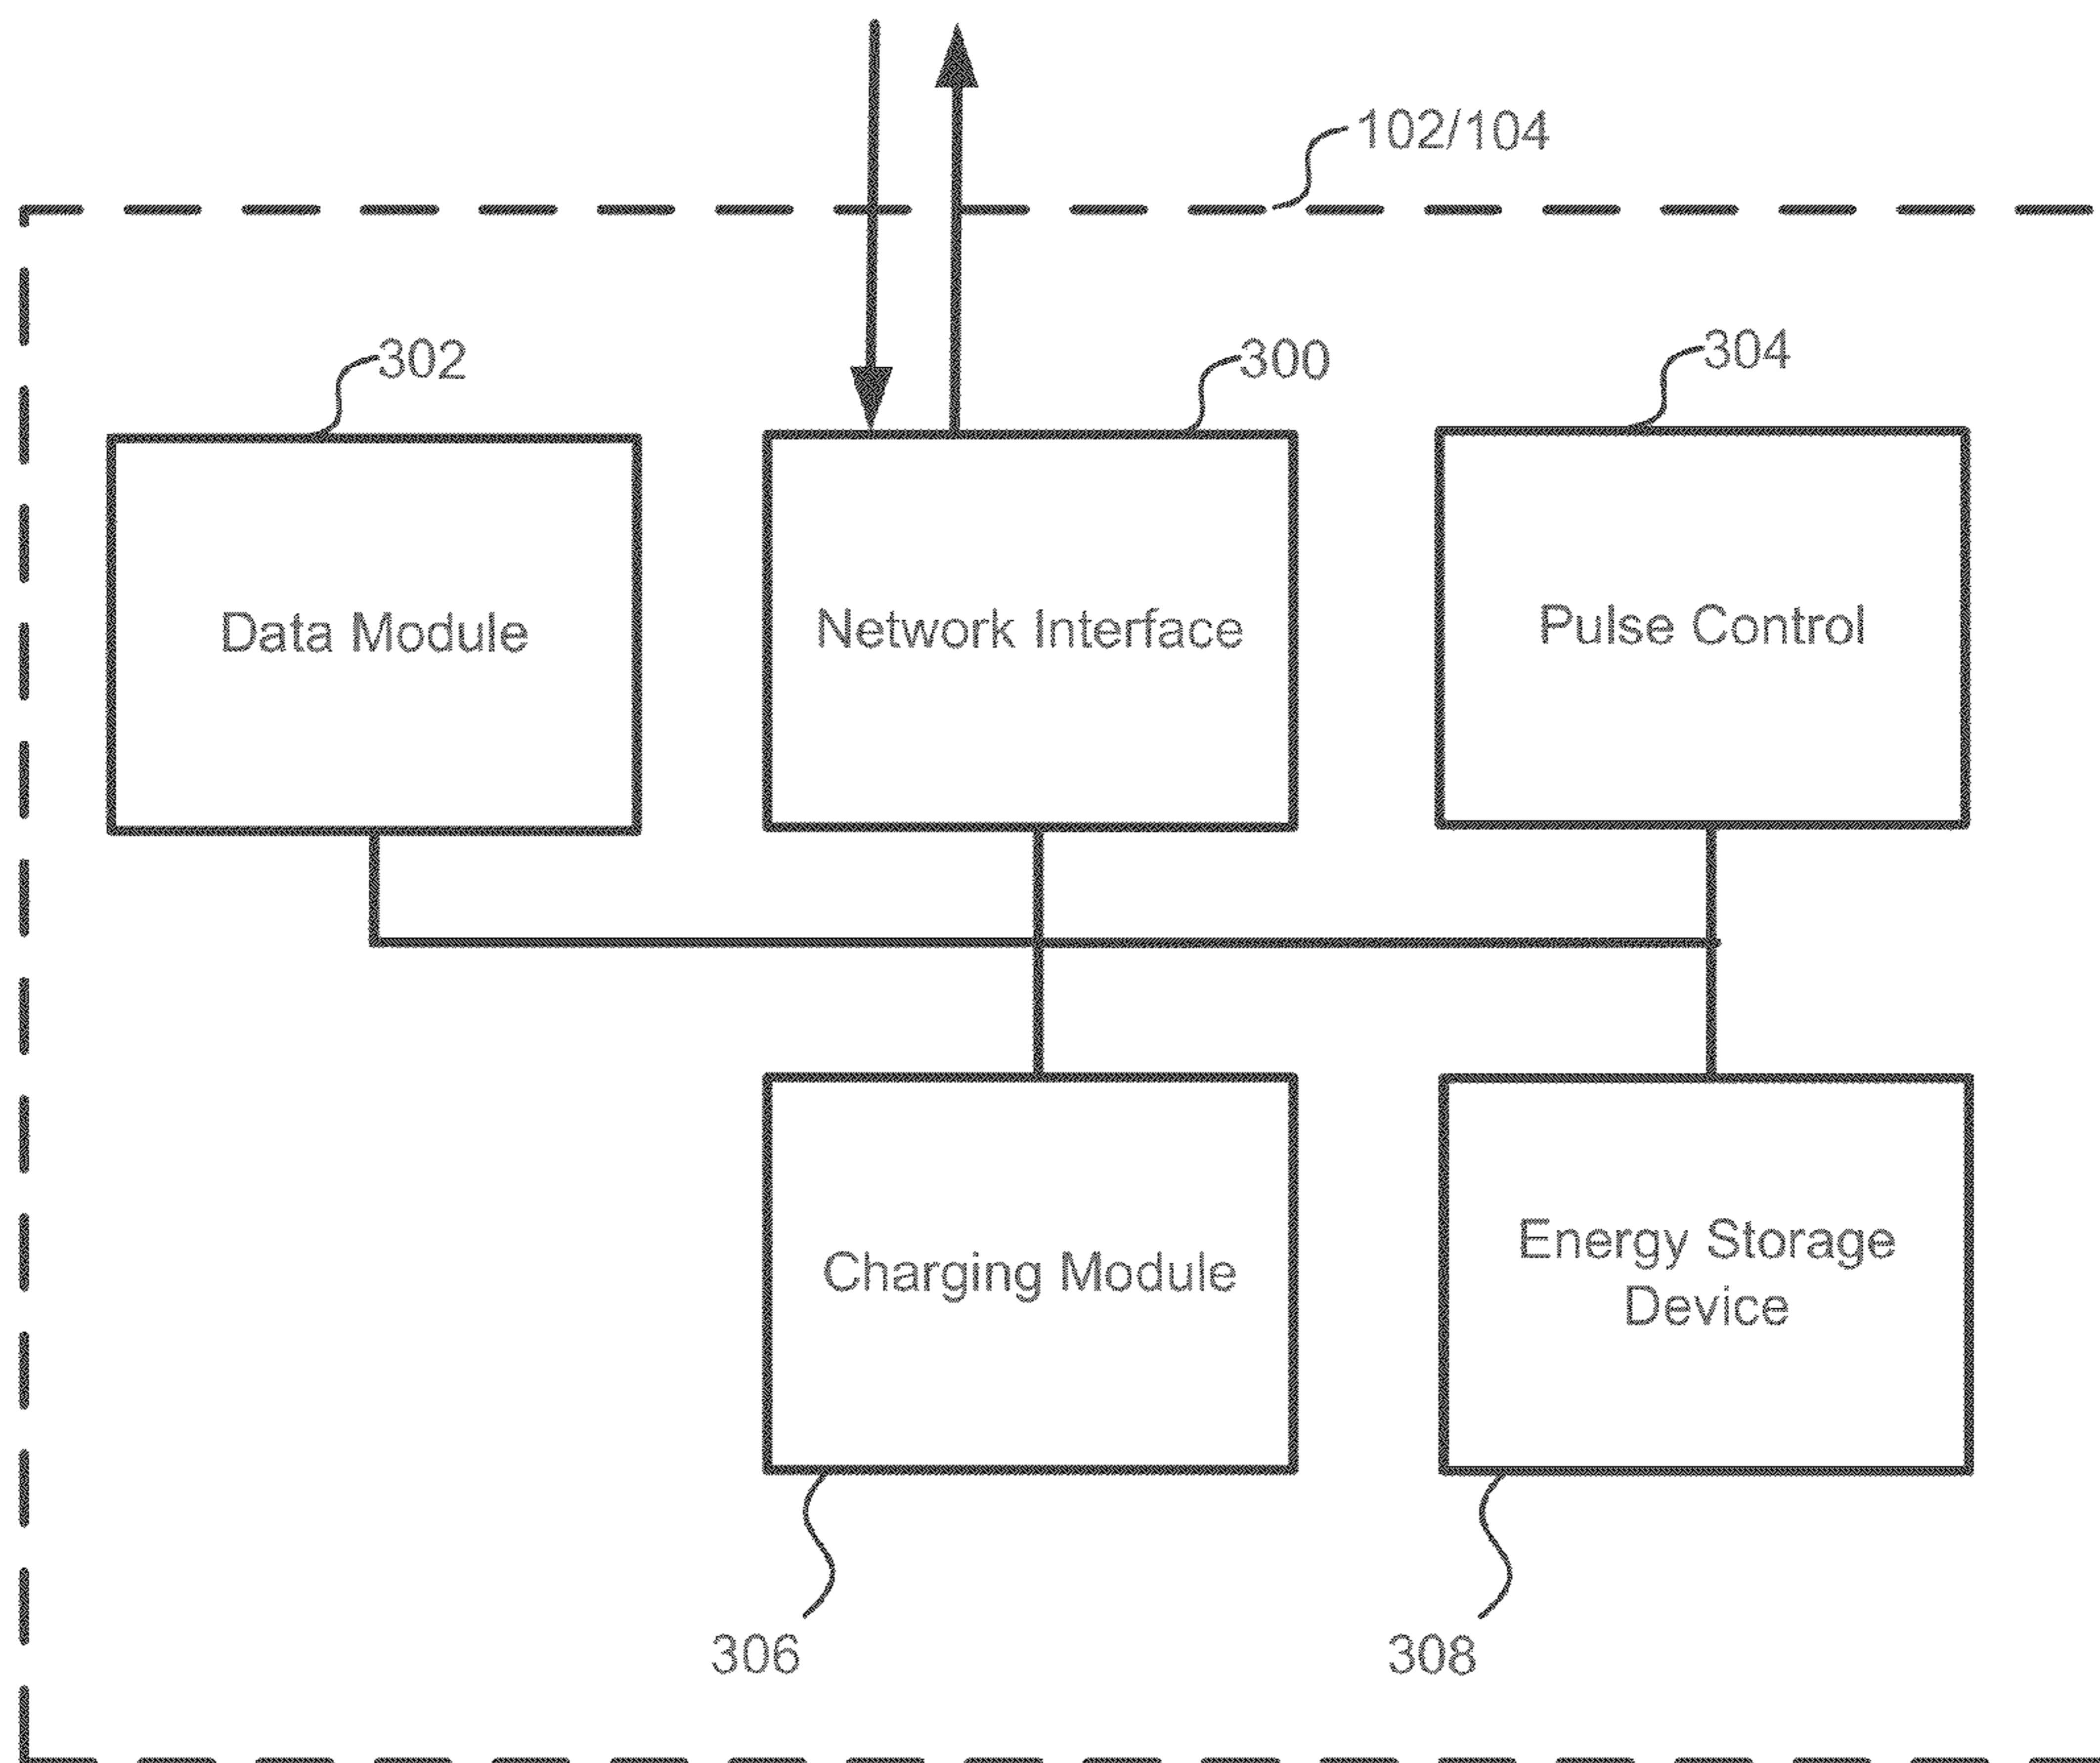 102/104
302
300
304
Data Module
Network Interface
Pulse Control
Charging Module
Energy Storage
Device
306
308